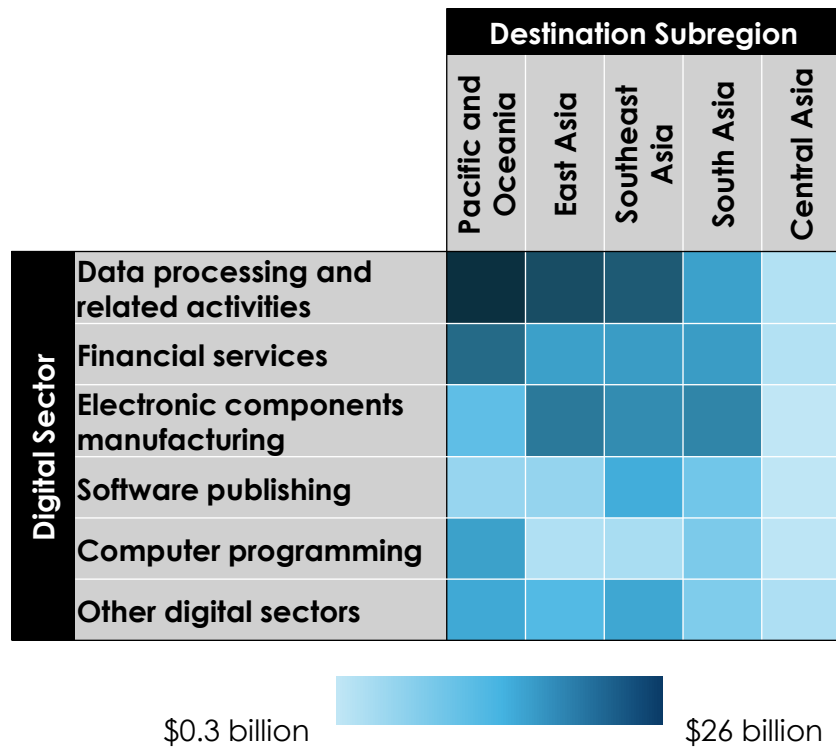 Destination Subregion
Pacific and
Oceania
East Asia
Southeast
Asia
South Asia
Central Asia
Digital Sector
Data processing and
related activities
Financial services
Electronic components
manufacturing
Software publishing
Computer programming
Other digital sectors
$0.3 billion
$26 billion